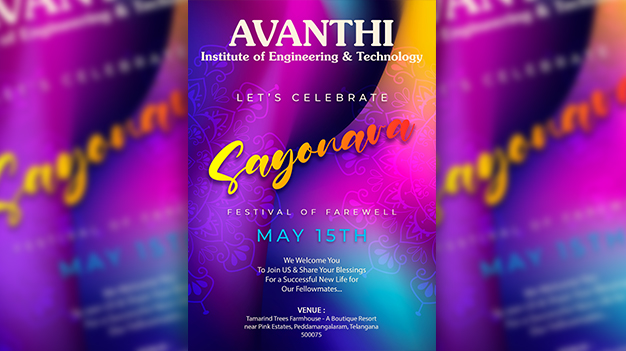 AVANTHI
Institute of Engineering & Technology
LET'S CELEBRATE
Sayonara
FESTIVAL OF FAREWELL
MAY 15TH
We Welcome You
To Join US & Share Your Blessings
For a Successful New Life for
Our Fellowmates...
VENUE :
Tamarind Trees Farmhouse - A Boutique Resort
near Pink Estates, Peddamangalaram, Telangana
500075